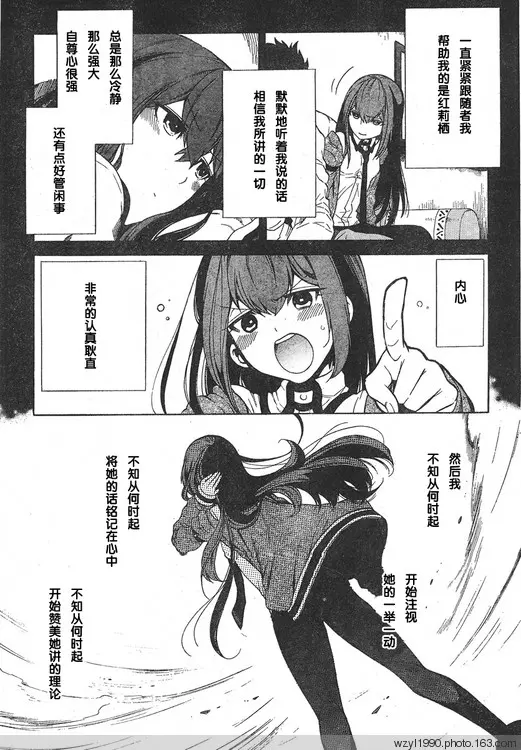 一直紧紧跟随者我
帮助我的是红莉栖
默默地听着我说的话
相信我所讲的一切
总是那么冷静
那么强大
自尊心很强
还有点好管闲事
内心
非常的认真耿直
然后我
不知从何时起
开始注视
她的一举一动
不知从何时起
将她的话铭记在心中
不知从何时起
开始赞美她讲的理论
wzyl1990.photo.163.com